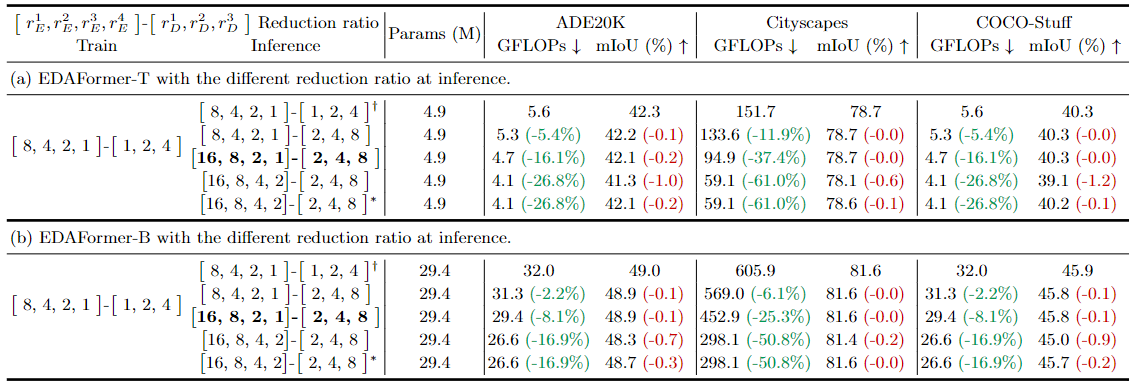 [ r_E^1, r_E^2, r_E^3, r_E^4 ]-[ r_D^1, r_D^2, r_D^3 ] Reduction ratio Params (M) ADE20K Cityscapes COCO-Stuff
Train Inference GFLOPs ↓ mIoU (%) ↑ GFLOPs ↓ mIoU (%) ↑ GFLOPs ↓ mIoU (%) ↑
(a) EDAFormer-T with the different reduction ratio at inference.
[ 8, 4, 2, 1 ]-[ 1, 2, 4 ] [ 8, 4, 2, 1 ]-[ 1, 2, 4 ]† 4.9 5.6 42.3 151.7 78.7 5.6 40.3
[ 8, 4, 2, 1 ]-[ 2, 4, 8 ] 4.9 5.3 (-5.4%) 42.2 (-0.1) 133.6 (-11.9%) 78.7 (-0.0) 5.3 (-5.4%) 40.3 (-0.0)
[16, 8, 2, 1]-[ 2, 4, 8 ] 4.9 4.7 (-16.1%) 42.1 (-0.2) 94.9 (-37.4%) 78.7 (-0.0) 4.7 (-16.1%) 40.3 (-0.0)
[16, 8, 4, 2]-[ 2, 4, 8 ] 4.9 4.1 (-26.8%) 41.3 (-1.0) 59.1 (-61.0%) 78.1 (-0.6) 4.1 (-26.8%) 39.1 (-1.2)
[16, 8, 4, 2]-[ 2, 4, 8 ]* 4.9 4.1 (-26.8%) 42.1 (-0.2) 59.1 (-61.0%) 78.6 (-0.1) 4.1 (-26.8%) 40.2 (-0.1)
(b) EDAFormer-B with the different reduction ratio at inference.
[ 8, 4, 2, 1 ]-[ 1, 2, 4 ] [ 8, 4, 2, 1 ]-[ 1, 2, 4 ]† 29.4 32.0 49.0 605.9 81.6 32.0 45.9
[ 8, 4, 2, 1 ]-[ 2, 4, 8 ] 29.4 31.3 (-2.2%) 48.9 (-0.1) 569.0 (-6.1%) 81.6 (-0.0) 31.3 (-2.2%) 45.8 (-0.1)
[16, 8, 2, 1]-[ 2, 4, 8 ] 29.4 29.4 (-8.1%) 48.9 (-0.1) 452.9 (-25.3%) 81.6 (-0.0) 29.4 (-8.1%) 45.8 (-0.1)
[16, 8, 4, 2]-[ 2, 4, 8 ] 29.4 26.6 (-16.9%) 48.3 (-0.7) 298.1 (-50.8%) 81.4 (-0.2) 26.6 (-16.9%) 45.0 (-0.9)
[16, 8, 4, 2]-[ 2, 4, 8 ]* 29.4 26.6 (-16.9%) 48.7 (-0.3) 298.1 (-50.8%) 81.6 (-0.0) 26.6 (-16.9%) 45.7 (-0.2)